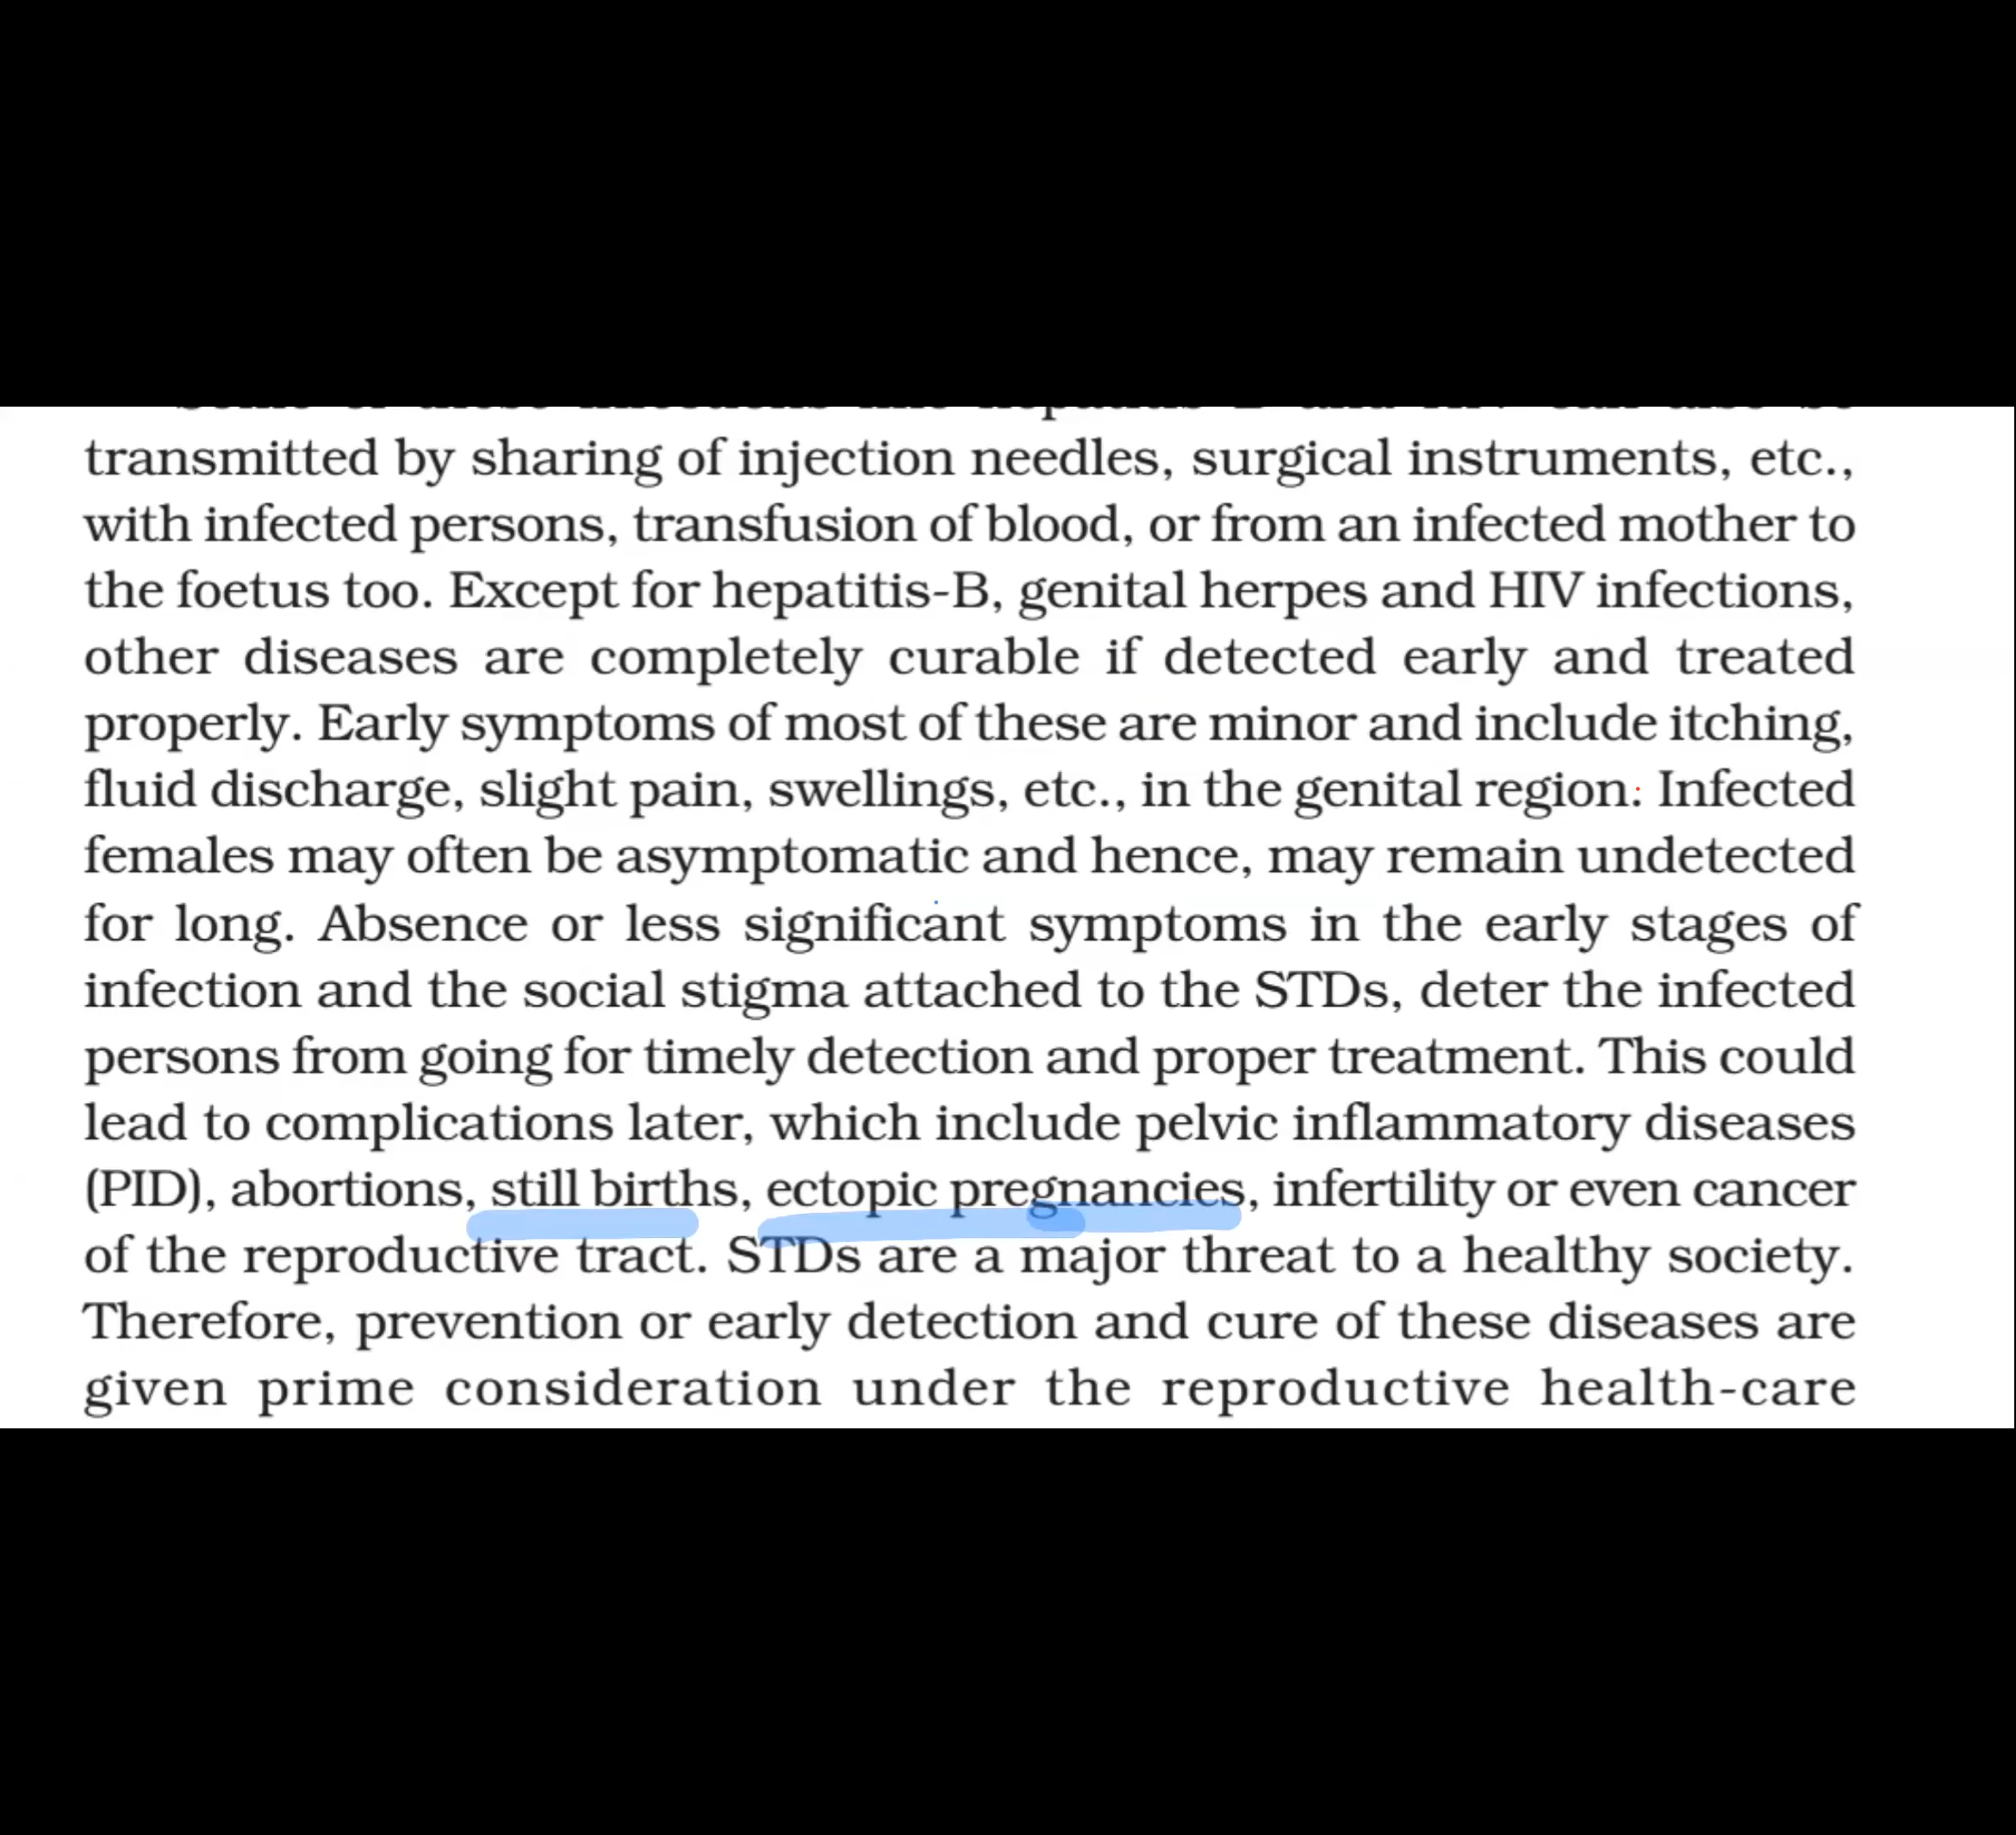 transmitted by sharing of injection needles, surgical instruments, etc.,
with infected persons, transfusion of blood, or from an infected mother to
the foetus too. Except for hepatitis-B, genital herpes and HIV infections,
other diseases are completely curable if detected early and treated
properly. Early symptoms of most of these are minor and include itching,
fluid discharge, slight pain, swellings, etc., in the genital region. Infected
females may often be asymptomatic and hence, may remain undetected
for long. Absence or less significant symptoms in the early stages of
infection and the social stigma attached to the STDs, deter the infected
persons from going for timely detection and proper treatment. This could
lead to complications later, which include pelvic inflammatory diseases
(PID), abortions, still births, ectopic pregnancies, infertility or even cancer
of the reproductive tract. STDs are a major threat to a healthy society.
Therefore, prevention or early detection and cure of these diseases are
given prime consideration under the reproductive health-care